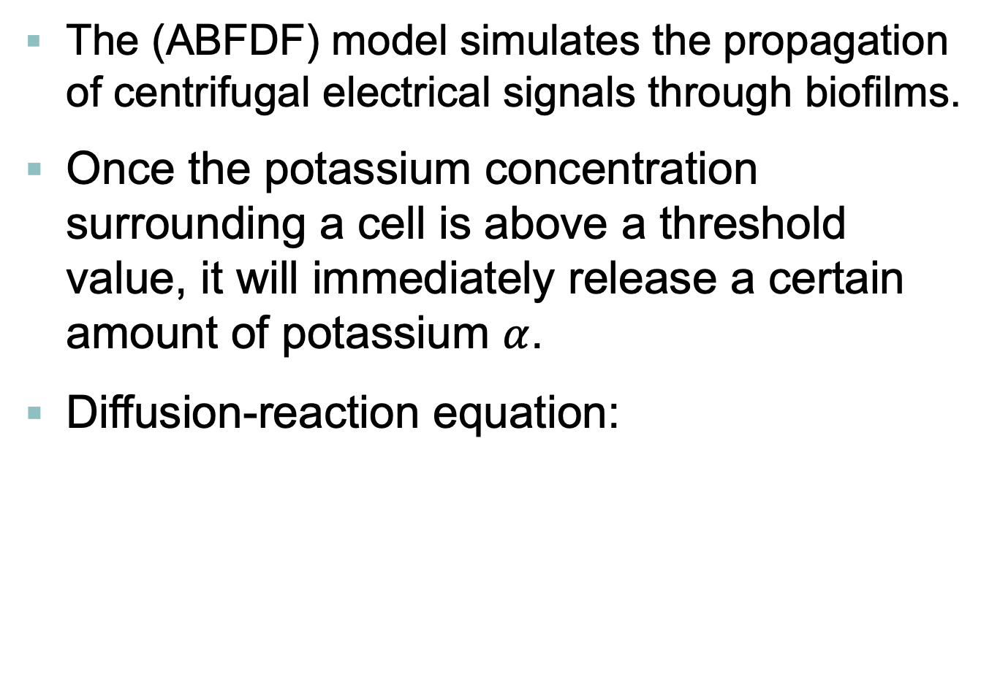 ▪ The (ABFDF) model simulates the propagation
of centrifugal electrical signals through biofilms.
▪ Once the potassium concentration
surrounding a cell is above a threshold
value, it will immediately release a certain
amount of potassium 𝛼.
▪ Diffusion-reaction equation: